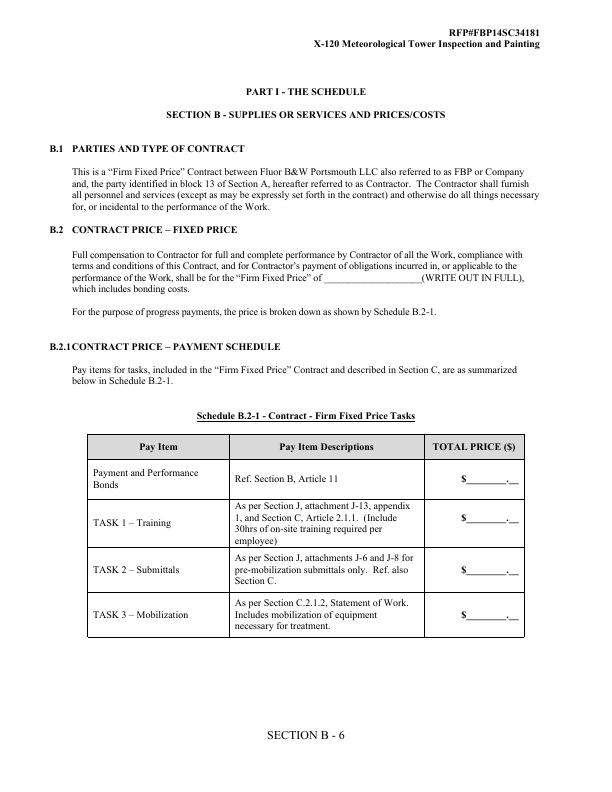 RFP#FBP14SC34181
X-120 Meteorological Tower Inspection and Painting
PART I - THE SCHEDULE
SECTION B - SUPPLIES OR SERVICES AND PRICES/COSTS
B.1 PARTIES AND TYPE OF CONTRACT
This is a “Firm Fixed Price” Contract between Fluor B&W Portsmouth LLC also referred to as FBP or Company
and, the party identified in block 13 of Section A, hereafter referred to as Contractor. The Contractor shall furnish
all personnel and services (except as may be expressly set forth in the contract) and otherwise do all things necessary
for, or incidental to the performance of the Work.
B.2 CONTRACT PRICE – FIXED PRICE
Full compensation to Contractor for full and complete performance by Contractor of all the Work, compliance with
terms and conditions of this Contract, and for Contractor’s payment of obligations incurred in, or applicable to the
performance of the Work, shall be for the “Firm Fixed Price” of ____________________(WRITE OUT IN FULL),
which includes bonding costs.
For the purpose of progress payments, the price is broken down as shown by Schedule B.2-1.
B.2.1CONTRACT PRICE – PAYMENT SCHEDULE
Pay items for tasks, included in the “Firm Fixed Price” Contract and described in Section C, are as summarized
below in Schedule B.2-1.
Schedule B.2-1 - Contract - Firm Fixed Price Tasks
Pay Item Pay Item Descriptions TOTAL PRICE ($)
Payment and Performance
Bonds
Ref. Section B, Article 11
$________.__
TASK 1 – Training
As per Section J, attachment J-13, appendix
1, and Section C, Article 2.1.1. (Include
30hrs of on-site training required per
employee)
$________.__
TASK 2 – Submittals
As per Section J, attachments J-6 and J-8 for
pre-mobilization submittals only. Ref. also
Section C.
$________.__
TASK 3 – Mobilization
As per Section C.2.1.2, Statement of Work.
Includes mobilization of equipment
necessary for treatment.
$________.__
SECTION B - 6